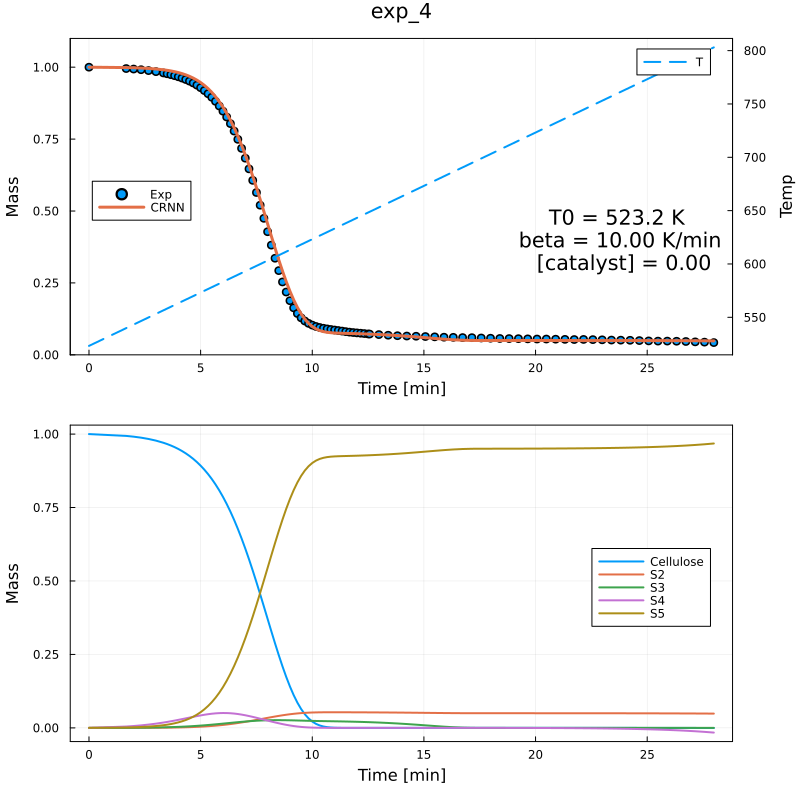 exp_4
1.00
0.75
0.50
0.25
0.00
Mass
0
5
10
15
20
25
Time [min]
800
750
700
650
600
550
Temp
T
Exp
CRNN
T0 = 523.2 K
beta = 10.00 K/min
[catalyst] = 0.00
1.00
0.75
0.50
0.25
0.00
Mass
0
5
10
15
20
25
Time [min]
Cellulose
S2
S3
S4
S5